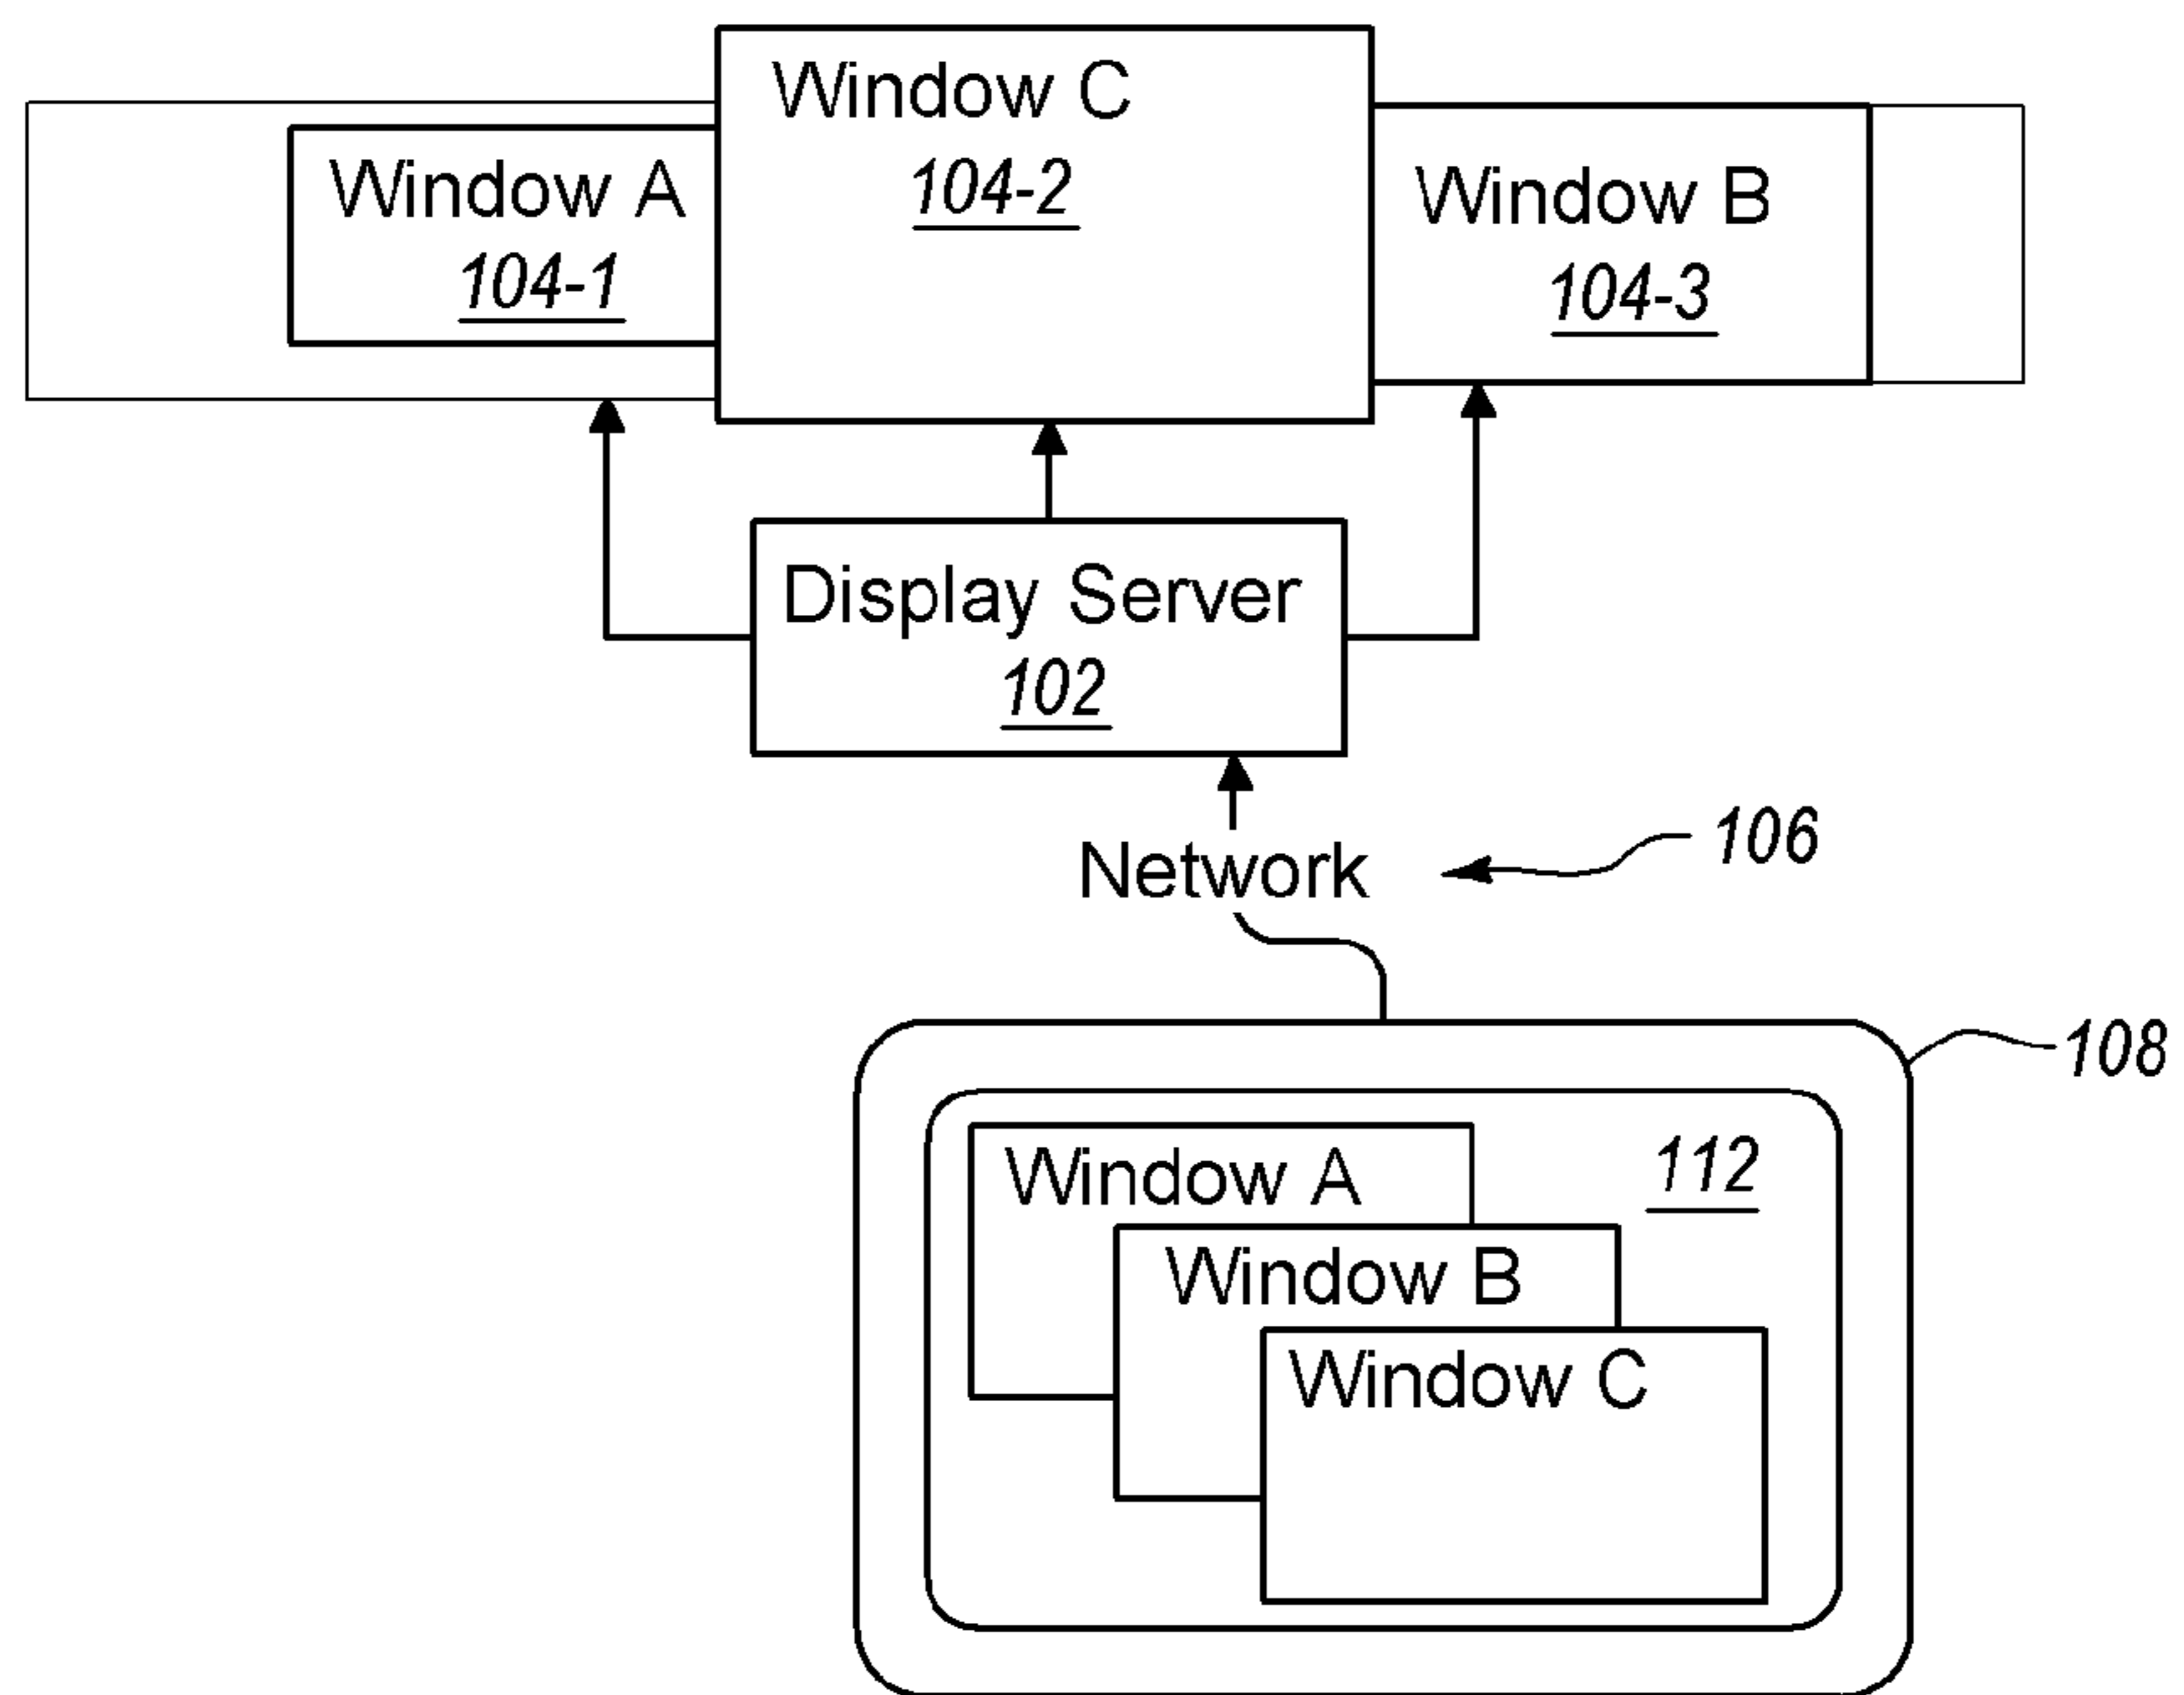 Window C
104-2
Window A
104-1
Window B
104-3
Display Server
102
Network
106
108
112
Window A
Window B
Window C